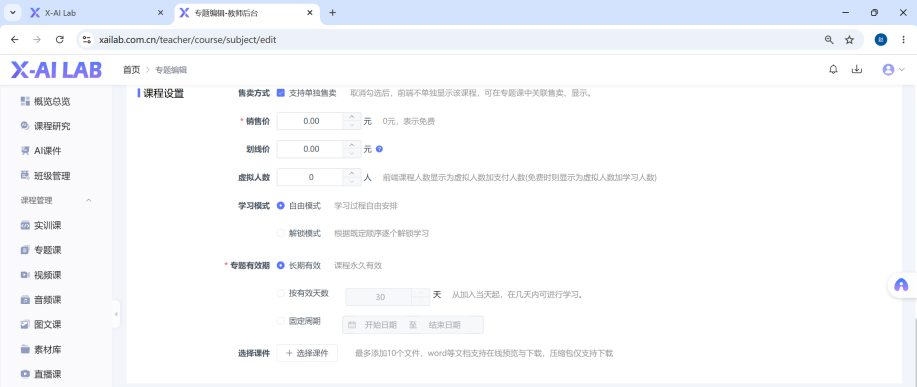 X-AI Lab
专题编辑-教师后台
xailab.com.cn/teacher/course/subject/edit
X-AI LAB
首页
专题编辑
概览总览
课程研究
AI课件
班级管理
课程管理
实训课
专题课
视频课
音频课
图文课
素材库
直播课
课程设置
售卖方式 支持单独售卖 取消勾选后，前端不单独显示该课程，可在专题课中关联售卖、显示。
* 销售价 0.00 元 0元，表示免费
划线价 0.00 元
虚拟人数 0 人 前端课程人数显示为虚拟人数加支付人数(免费时则显示为虚拟人数加学习人数)
学习模式 自由模式 学习过程自由安排
解锁模式 根据既定顺序逐个解锁学习
* 专题有效期 长期有效 课程永久有效
按有效天数 30 天 从加入当天起，在几天内可进行学习。
固定周期 开始日期 至 结束日期
选择课件 + 选择课件 最多添加10个文件，word等文档支持在线预览与下载，压缩包仅支持下载